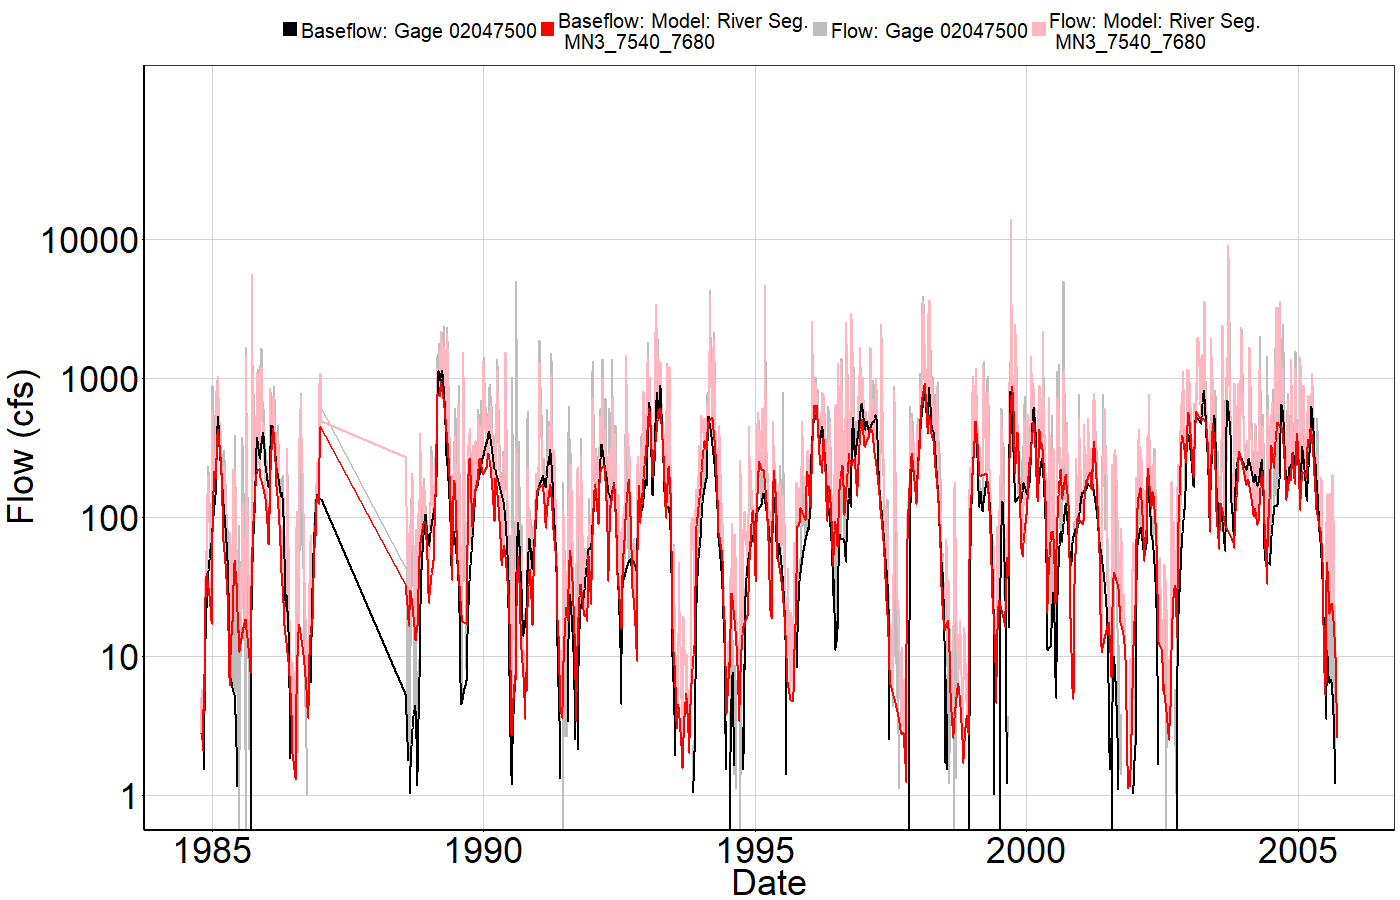 Baseflow: Gage 02047500 Baseflow: Model: River Seg. Flow: Gage 02047500 Flow: Model: River Seg.
MN3_7540_7680 MN3_7540_7680
Flow (cfs)
10000
1000
100
10
1
1985 1990 1995 2000 2005
Date